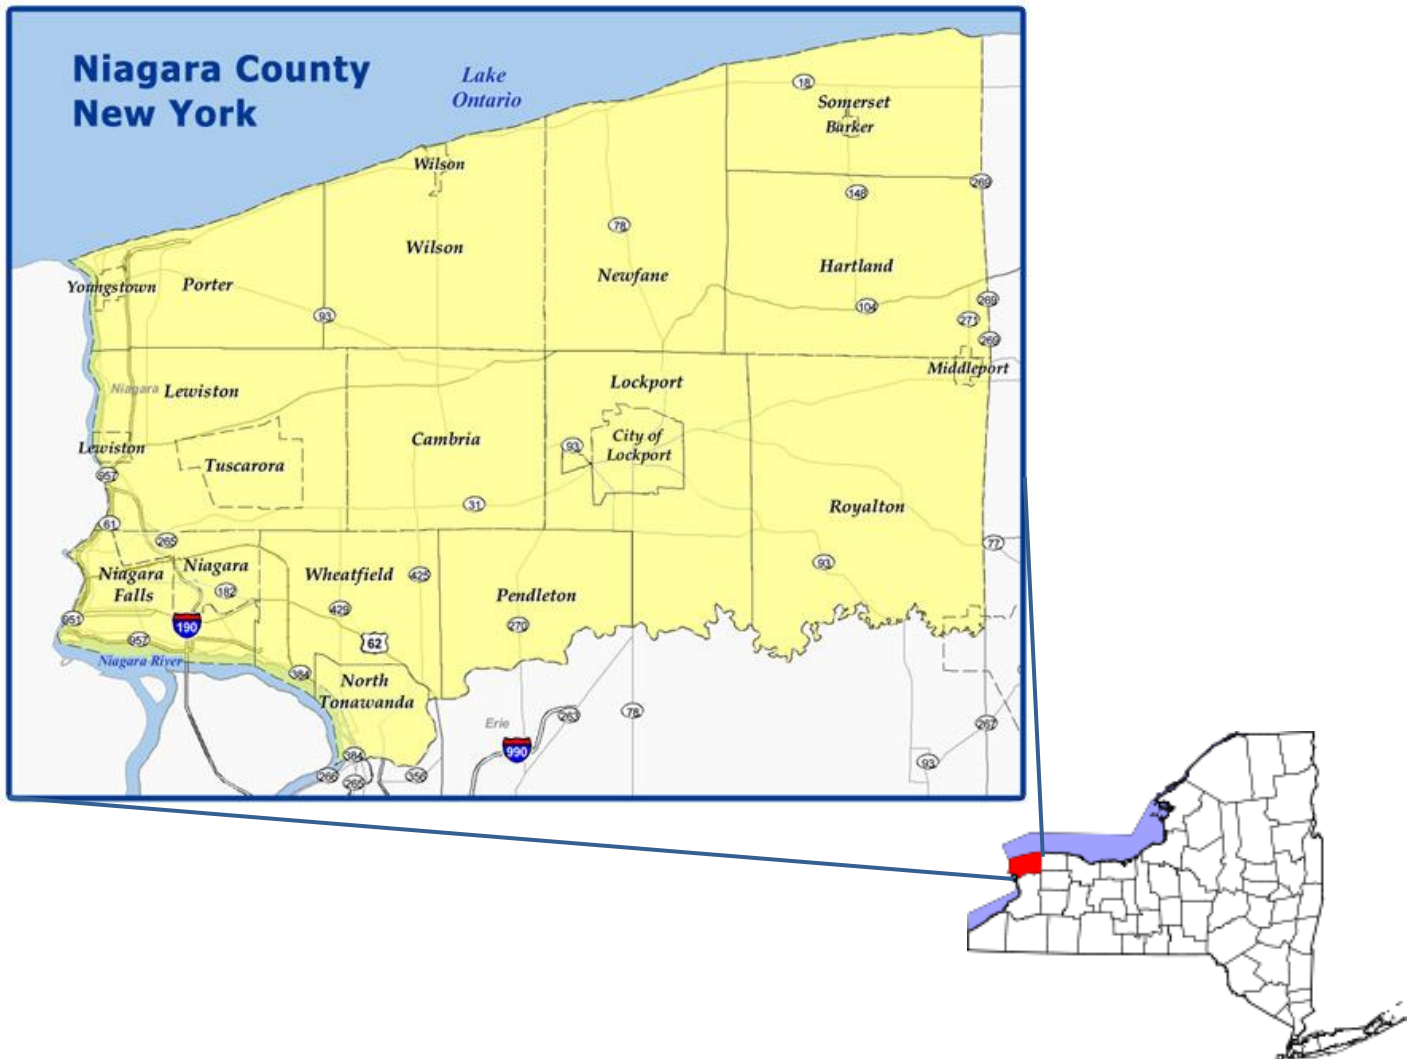 Niagara County
New York
Lake
Ontario
18
Somerset
Barker
Wilson
269
148
78
Wilson
Hartland
Newfane
Youngstown
Porter
269
104
93
271
269
Middleport
Lockport
Niagara
Lewiston
City of
Lockport
Cambria
93
Lewiston
Tuscarora
957
31
Royalton
61
265
77
Niagara
Falls
Niagara
182
Wheatfield
425
93
Pendleton
429
951
190
270
957
62
Niagara River
384
North
Tonawanda
263
78
Erie
267
990
384
93
266
265
356